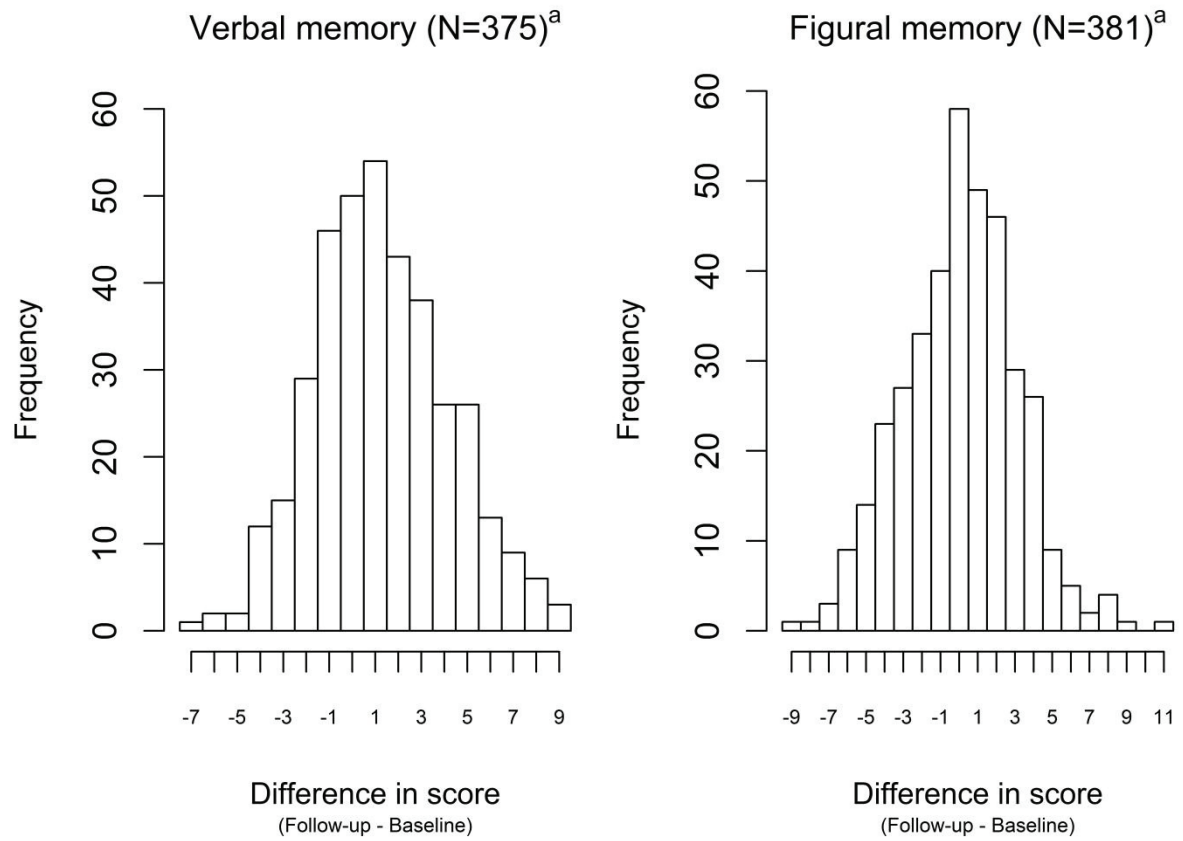 Verbal memory (N=375)a
60
50
40
30
20
10
0
Frequency
-7 -5 -3 -1 1 3 5 7 9
Difference in score
(Follow-up - Baseline)
Figural memory (N=381)a
60
50
40
30
20
10
0
Frequency
-9 -7 -5 -3 -1 1 3 5 7 9 11
Difference in score
(Follow-up - Baseline)